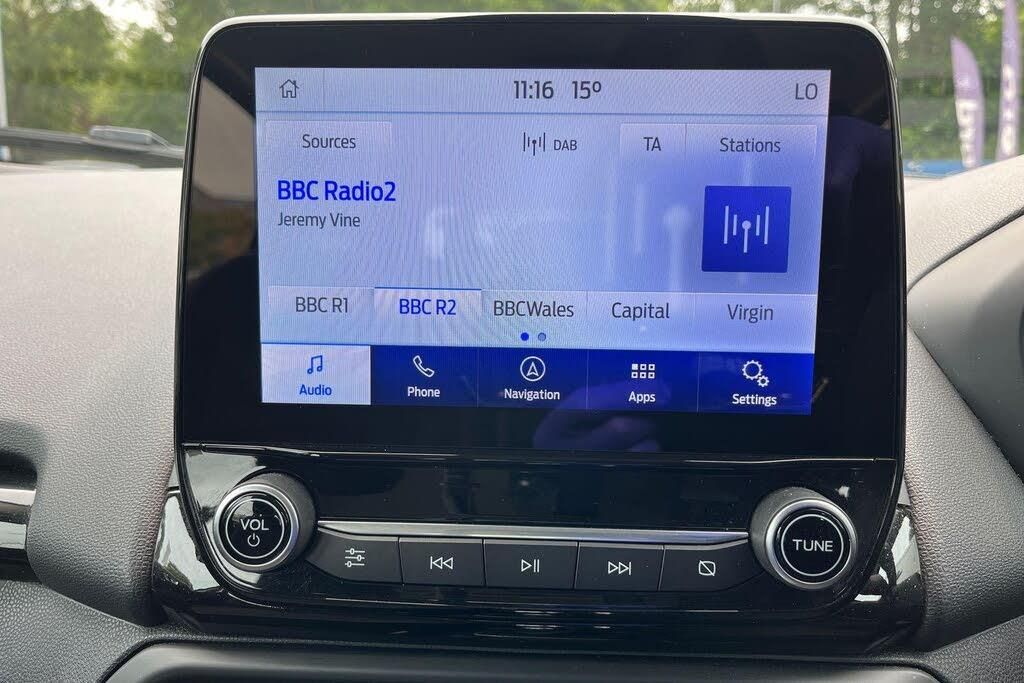 11:16 15º LO
Sources DAB TA Stations
BBC Radio2
Jeremy Vine
BBC R1 BBC R2 BBCWales Capital Virgin
Audio Phone Navigation Apps Settings
VOL TUNE